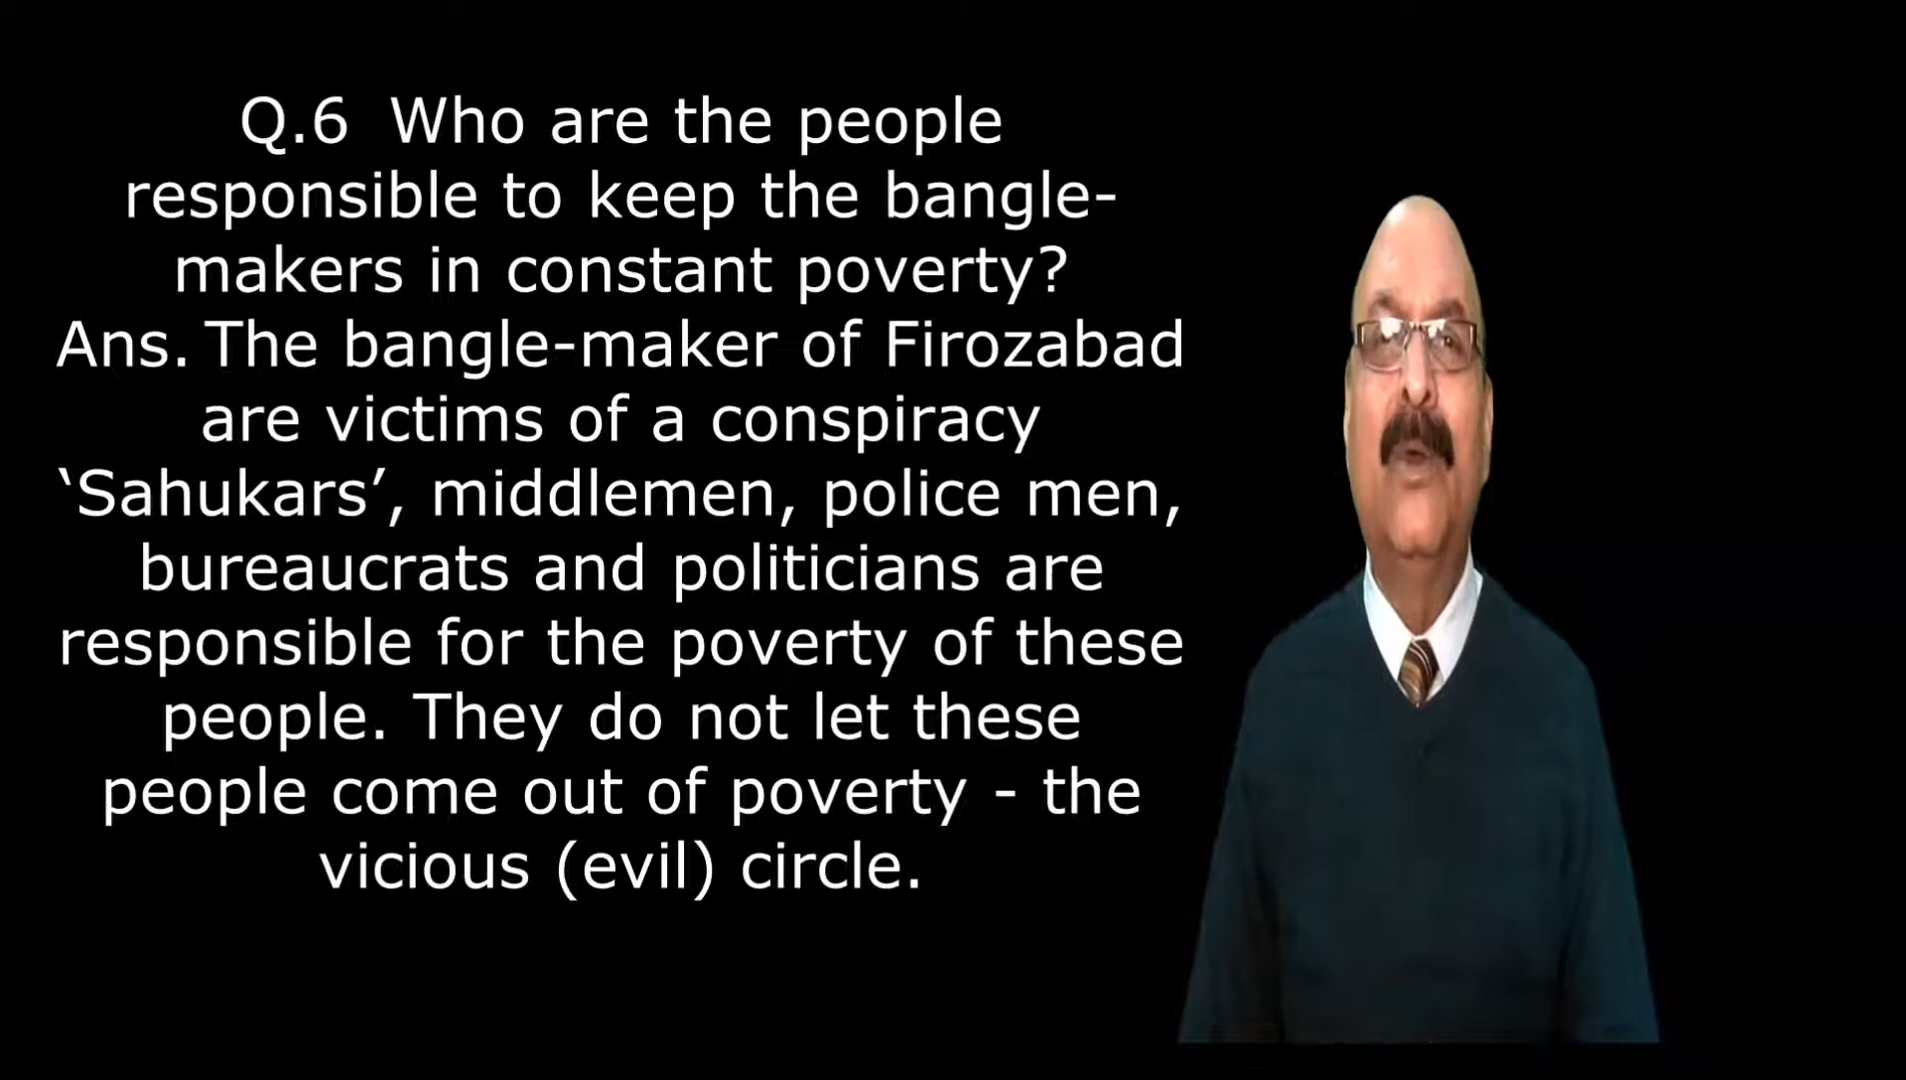 Q.6 Who are the people
responsible to keep the bangle-
makers in constant poverty?
Ans. The bangle-maker of Firozabad
are victims of a conspiracy
‘Sahukars’, middlemen, police men,
bureaucrats and politicians are
responsible for the poverty of these
people. They do not let these
people come out of poverty - the
vicious (evil) circle.